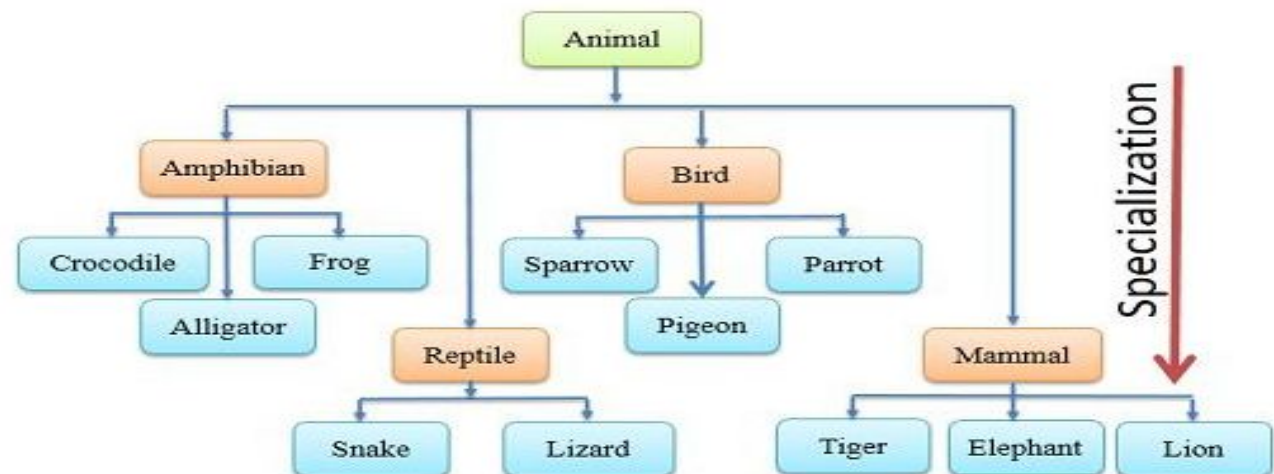 Animal
Amphibian
Bird
Crocodile
Frog
Sparrow
Parrot
Alligator
Pigeon
Reptile
Mammal
Snake
Lizard
Tiger
Elephant
Lion
Specialization